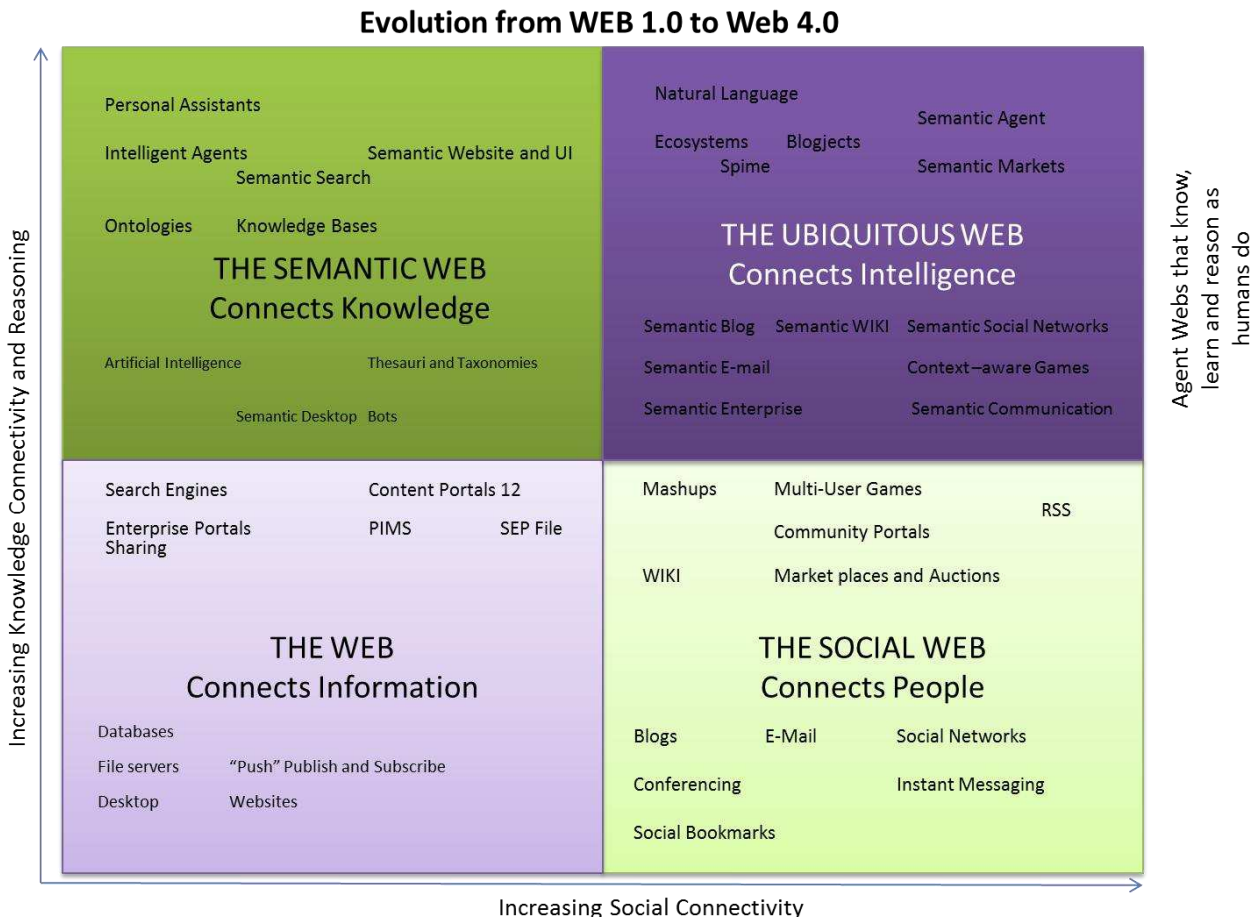 Evolution from WEB 1.0 to Web 4.0
Increasing Knowledge Connectivity and Reasoning
Personal Assistants
Intelligent Agents
Semantic Website and UI
Semantic Search
Ontologies
Knowledge Bases
THE SEMANTIC WEB
Connects Knowledge
Artificial Intelligence
Thesauri and Taxonomies
Semantic Desktop
Bots
Natural Language
Semantic Agent
Ecosystems
Blogjects
Spime
Semantic Markets
THE UBIQUITOUS WEB
Connects Intelligence
Semantic Blog
Semantic WIKI
Semantic Social Networks
Semantic E-mail
Context –aware Games
Semantic Enterprise
Semantic Communication
Agent Webs that know,
learn and reason as
humans do
Search Engines
Content Portals 12
Enterprise Portals
Sharing
PIMS
SEP File
THE WEB
Connects Information
Databases
File servers
“Push” Publish and Subscribe
Desktop
Websites
Mashups
Multi-User Games
RSS
Community Portals
WIKI
Market places and Auctions
THE SOCIAL WEB
Connects People
Blogs
E-Mail
Social Networks
Conferencing
Instant Messaging
Social Bookmarks
Increasing Social Connectivity